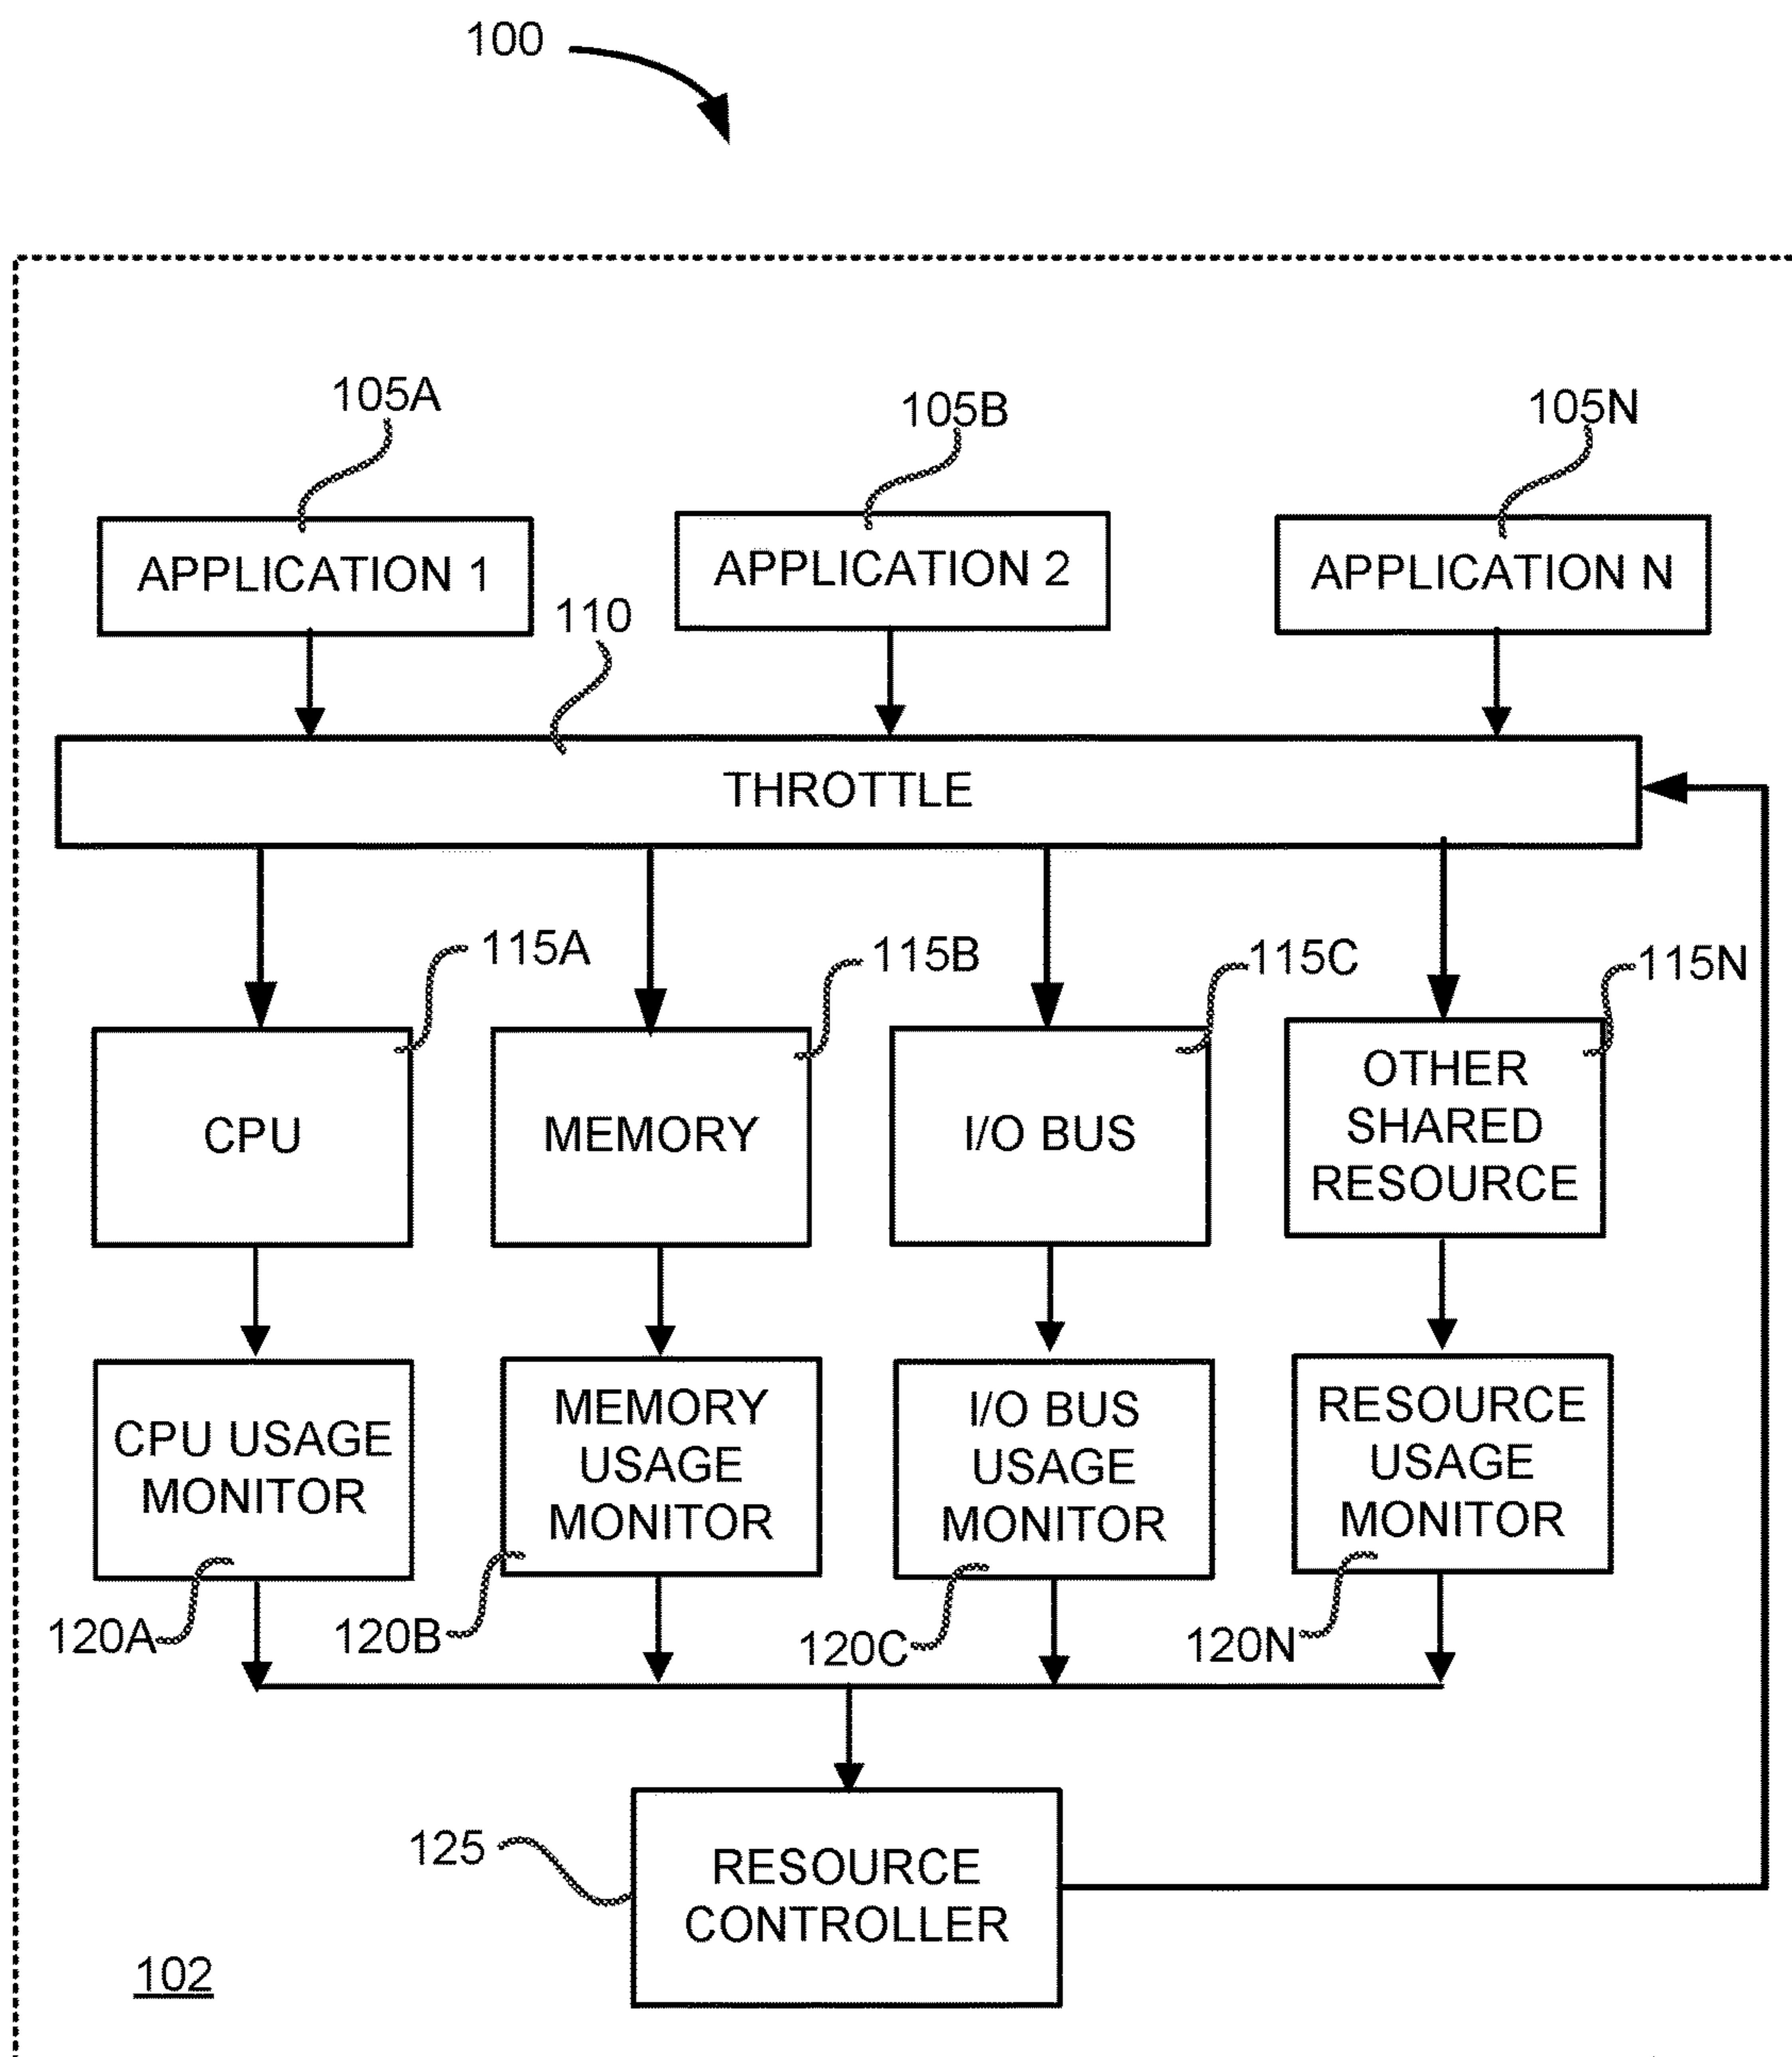 100
105A
105B
105N
APPLICATION 1
APPLICATION 2
APPLICATION N
110
THROTTLE
115A
115B
115C
115N
CPU
MEMORY
I/O BUS
OTHER
SHARED
RESOURCE
CPU USAGE
MONITOR
MEMORY
USAGE
MONITOR
I/O BUS
USAGE
MONITOR
RESOURCE
USAGE
MONITOR
120A
120B
120C
120N
125
RESOURCE
CONTROLLER
102